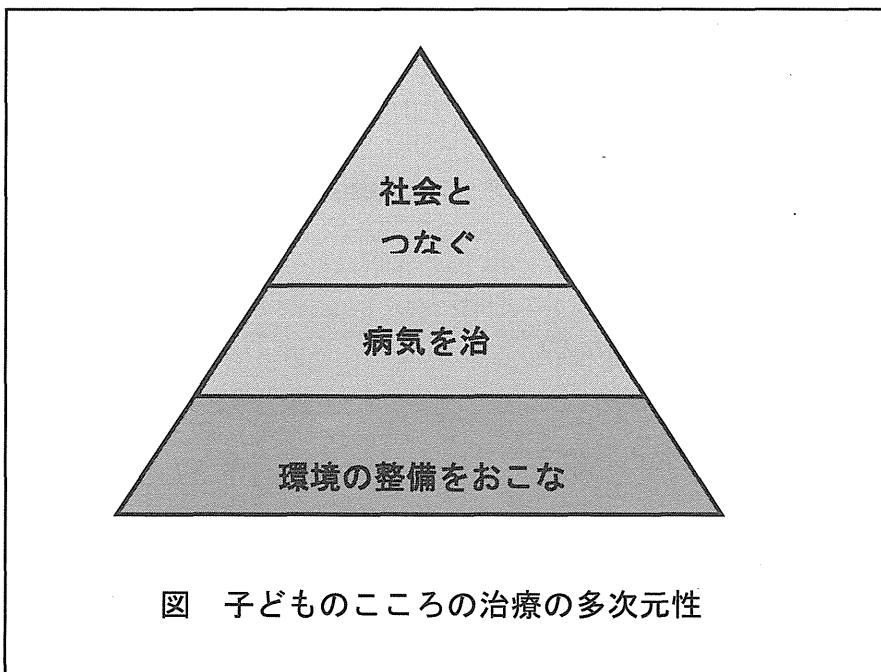 社会と
つなぐ
病気を治
環境の整備をおこな
図 子どものこころの治療の多次元性